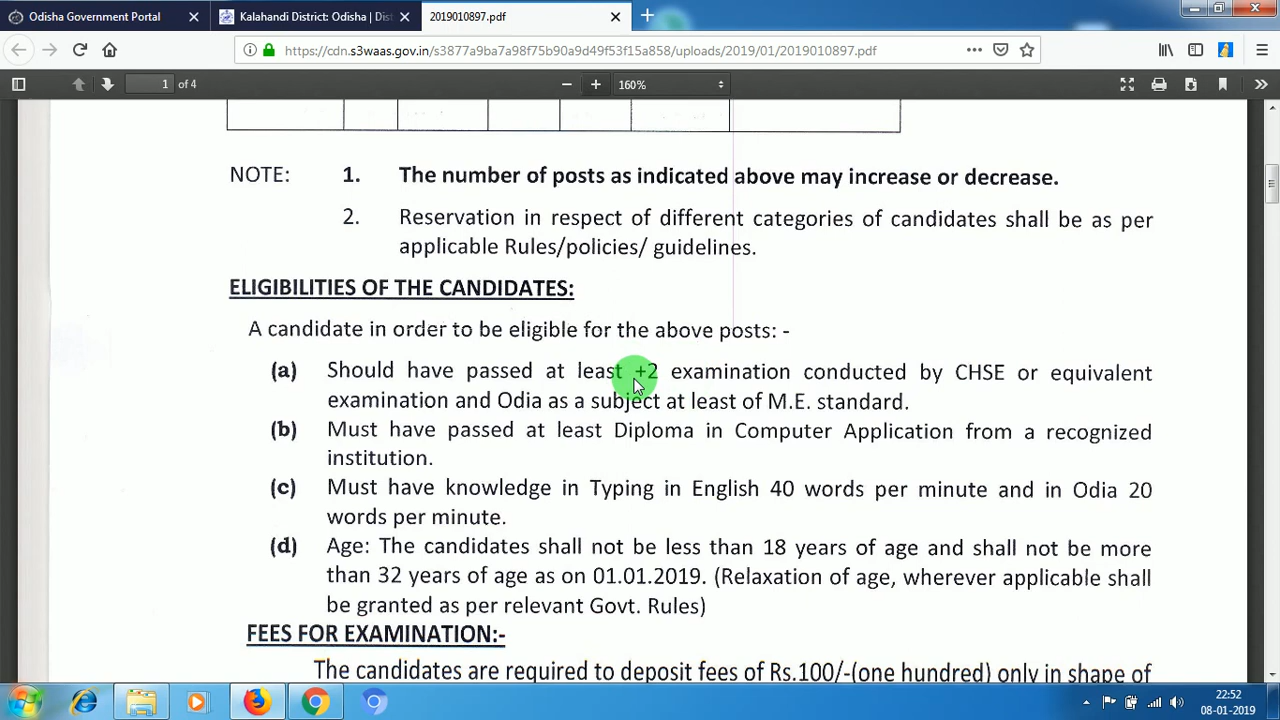 Odisha Government Portal
Kalahandi District: Odisha | Dist
2019010897.pdf
https://cdn.s3waas.gov.in/s3877a9ba7a98f75b90a9d49f53f15a858/uploads/2019/01/2019010897.pdf
1 of 4
160%
NOTE: 1. The number of posts as indicated above may increase or decrease.
2. Reservation in respect of different categories of candidates shall be as per
applicable Rules/policies/ guidelines.
ELIGIBILITIES OF THE CANDIDATES:
A candidate in order to be eligible for the above posts: -
(a) Should have passed at least +2 examination conducted by CHSE or equivalent
examination and Odia as a subject at least of M.E. standard.
(b) Must have passed at least Diploma in Computer Application from a recognized
institution.
(c) Must have knowledge in Typing in English 40 words per minute and in Odia 20
words per minute.
(d) Age: The candidates shall not be less than 18 years of age and shall not be more
than 32 years of age as on 01.01.2019. (Relaxation of age, wherever applicable shall
be granted as per relevant Govt. Rules)
FEES FOR EXAMINATION:-
The candidates are required to deposit fees of Rs.100/-(one hundred) only in shape of
22:52
08-01-2019